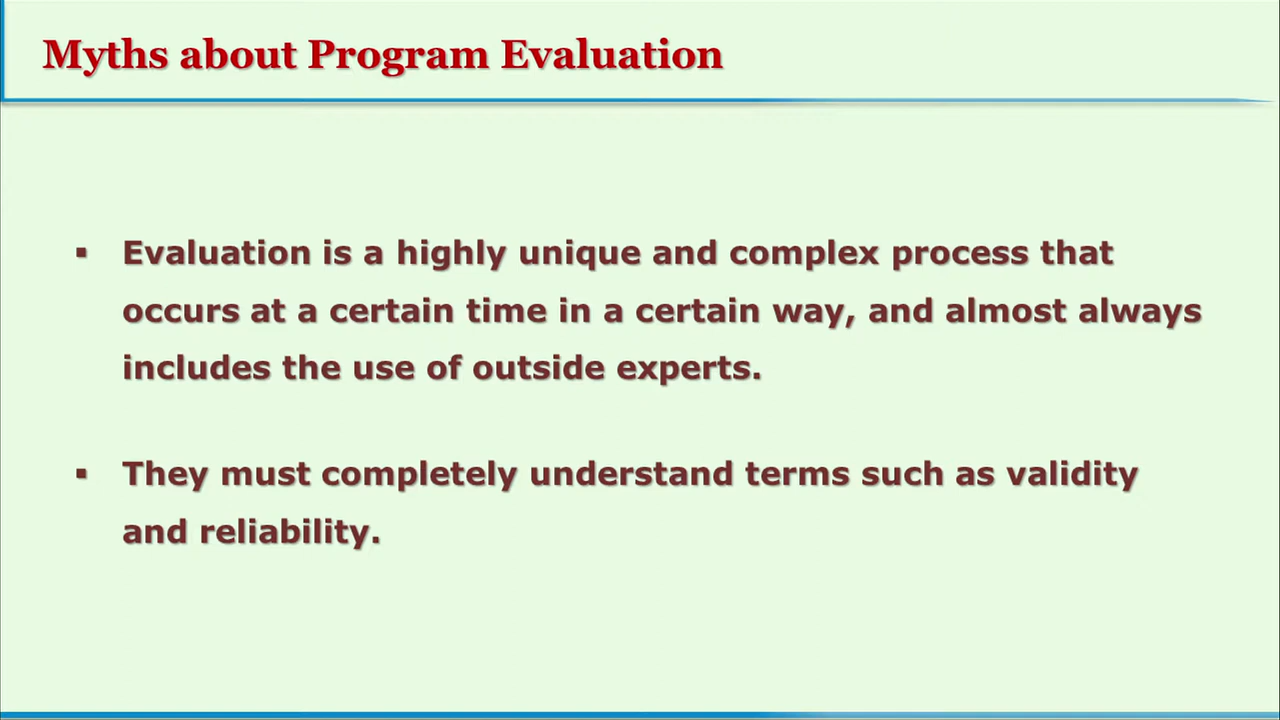 Myths about Program Evaluation
▪ Evaluation is a highly unique and complex process that
occurs at a certain time in a certain way, and almost always
includes the use of outside experts.
▪ They must completely understand terms such as validity
and reliability.